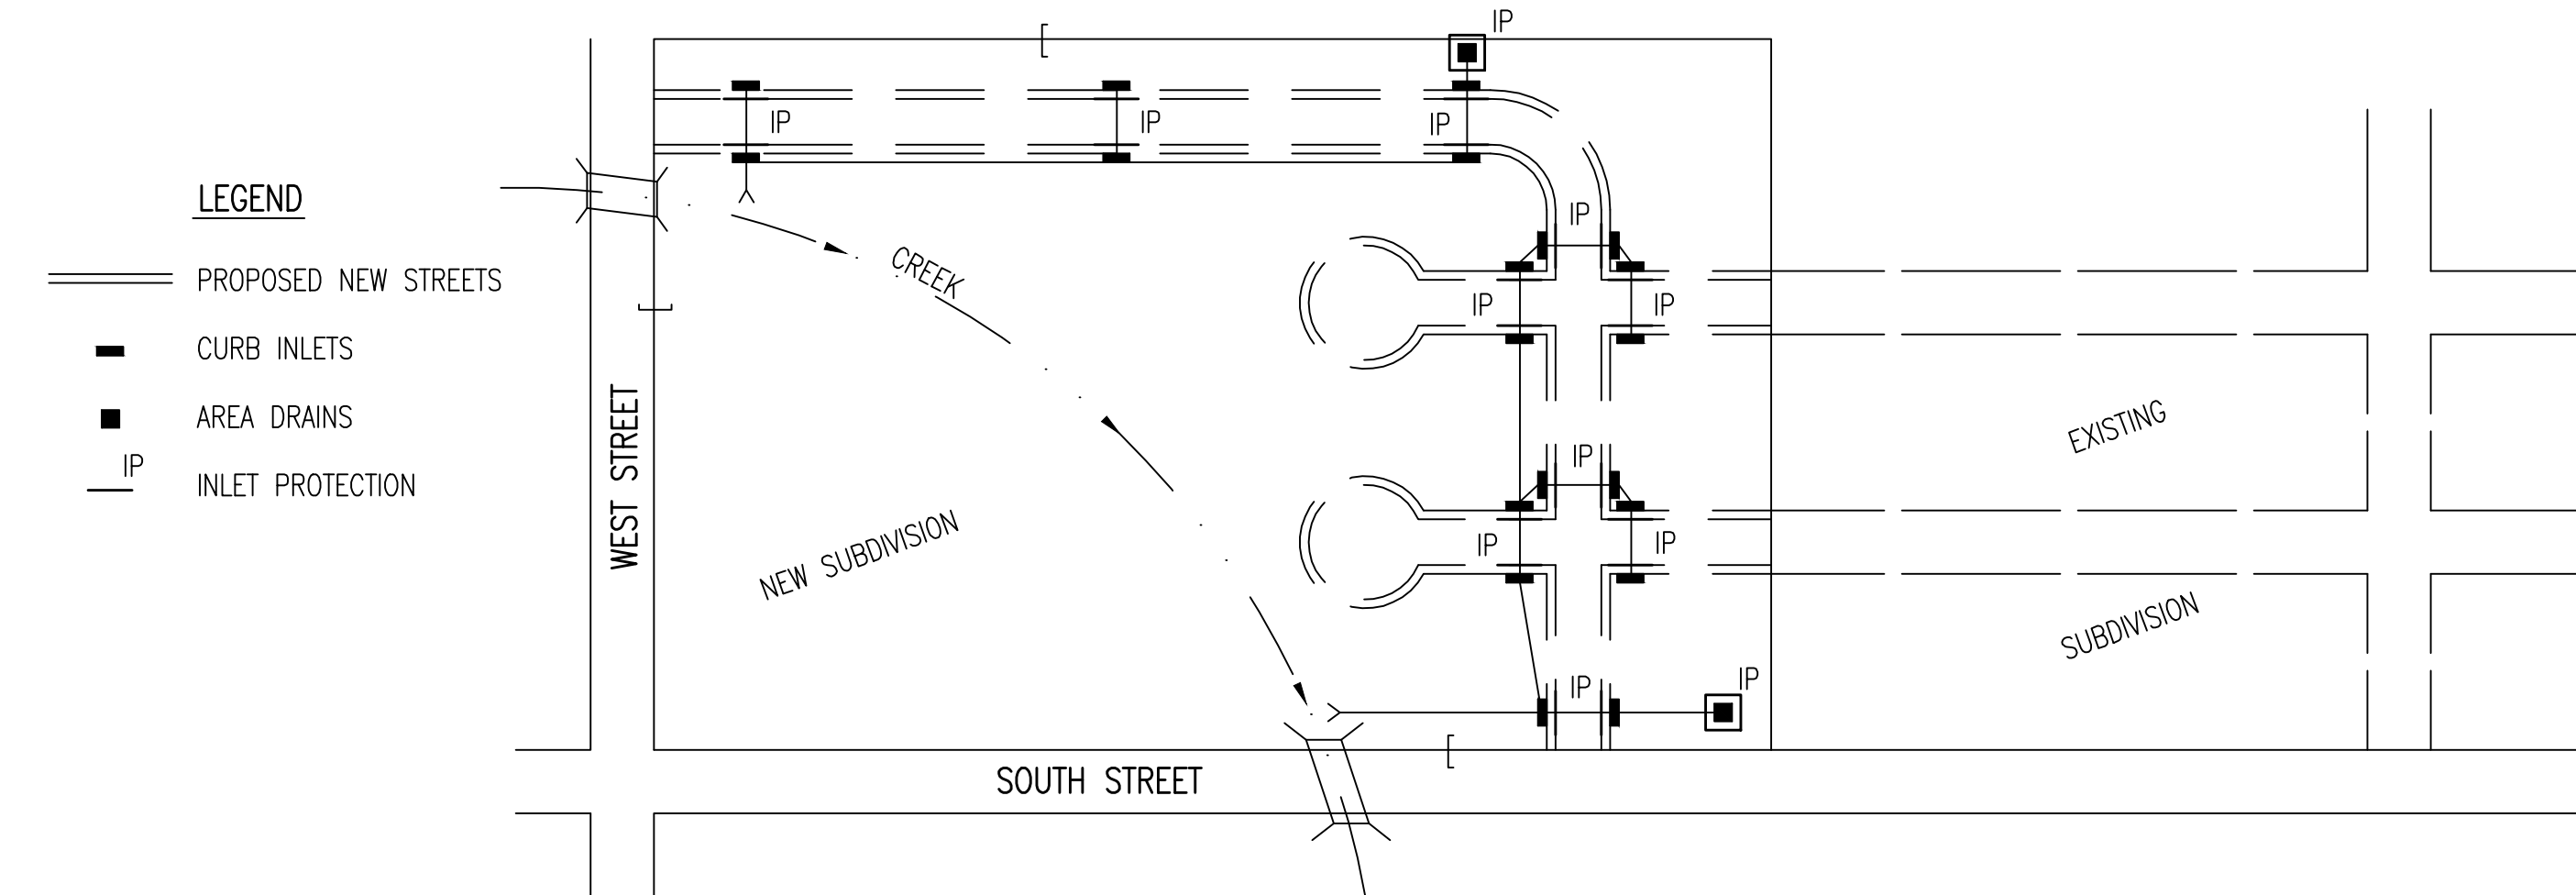 LEGEND
PROPOSED NEW STREETS
CURB INLETS
AREA DRAINS
IP
INLET PROTECTION
WEST STREET
SOUTH STREET
CREEK
NEW SUBDIVISION
EXISTING
SUBDIVISION
IP
IP
IP
IP
IP
IP
IP
IP
IP
IP
IP
IP